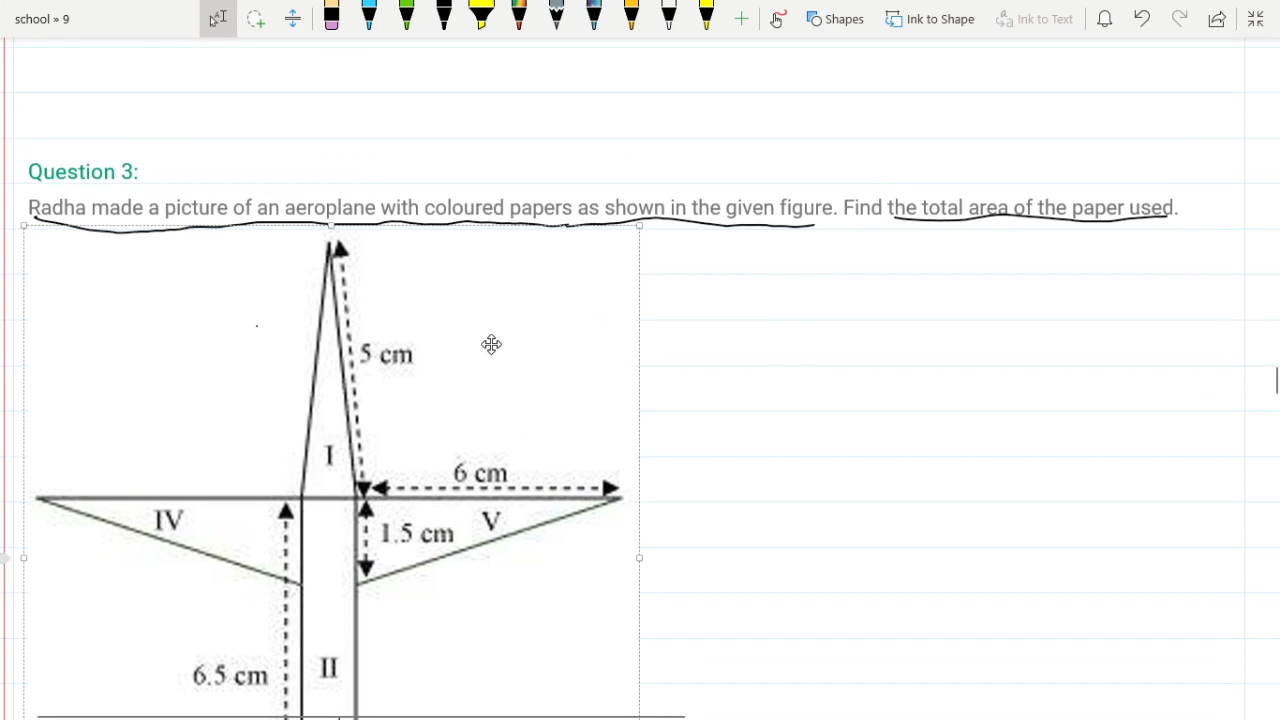 school » 9
Shapes
Ink to Shape
Ink to Text
Question 3:
Radha made a picture of an aeroplane with coloured papers as shown in the given figure. Find the total area of the paper used.
5 cm
I
6 cm
IV
V
1.5 cm
II
6.5 cm